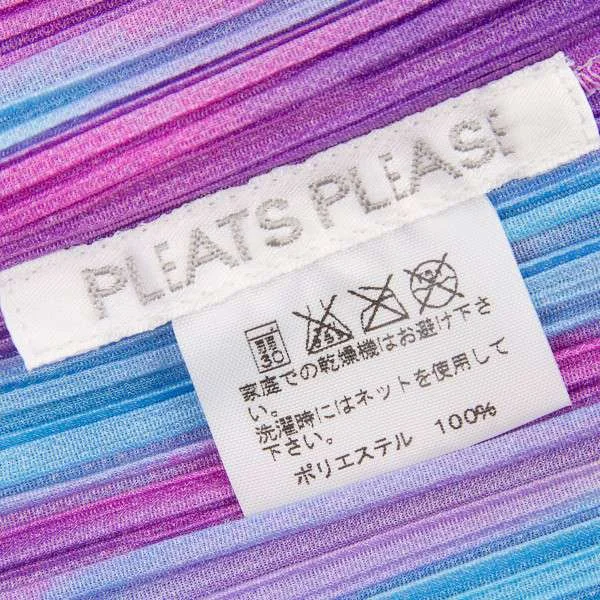 PLEATS PLEASE
家庭での乾燥機はお避け下さ
い。
洗濯時にはネットを使用して
下さい。
ポリエステル 100%